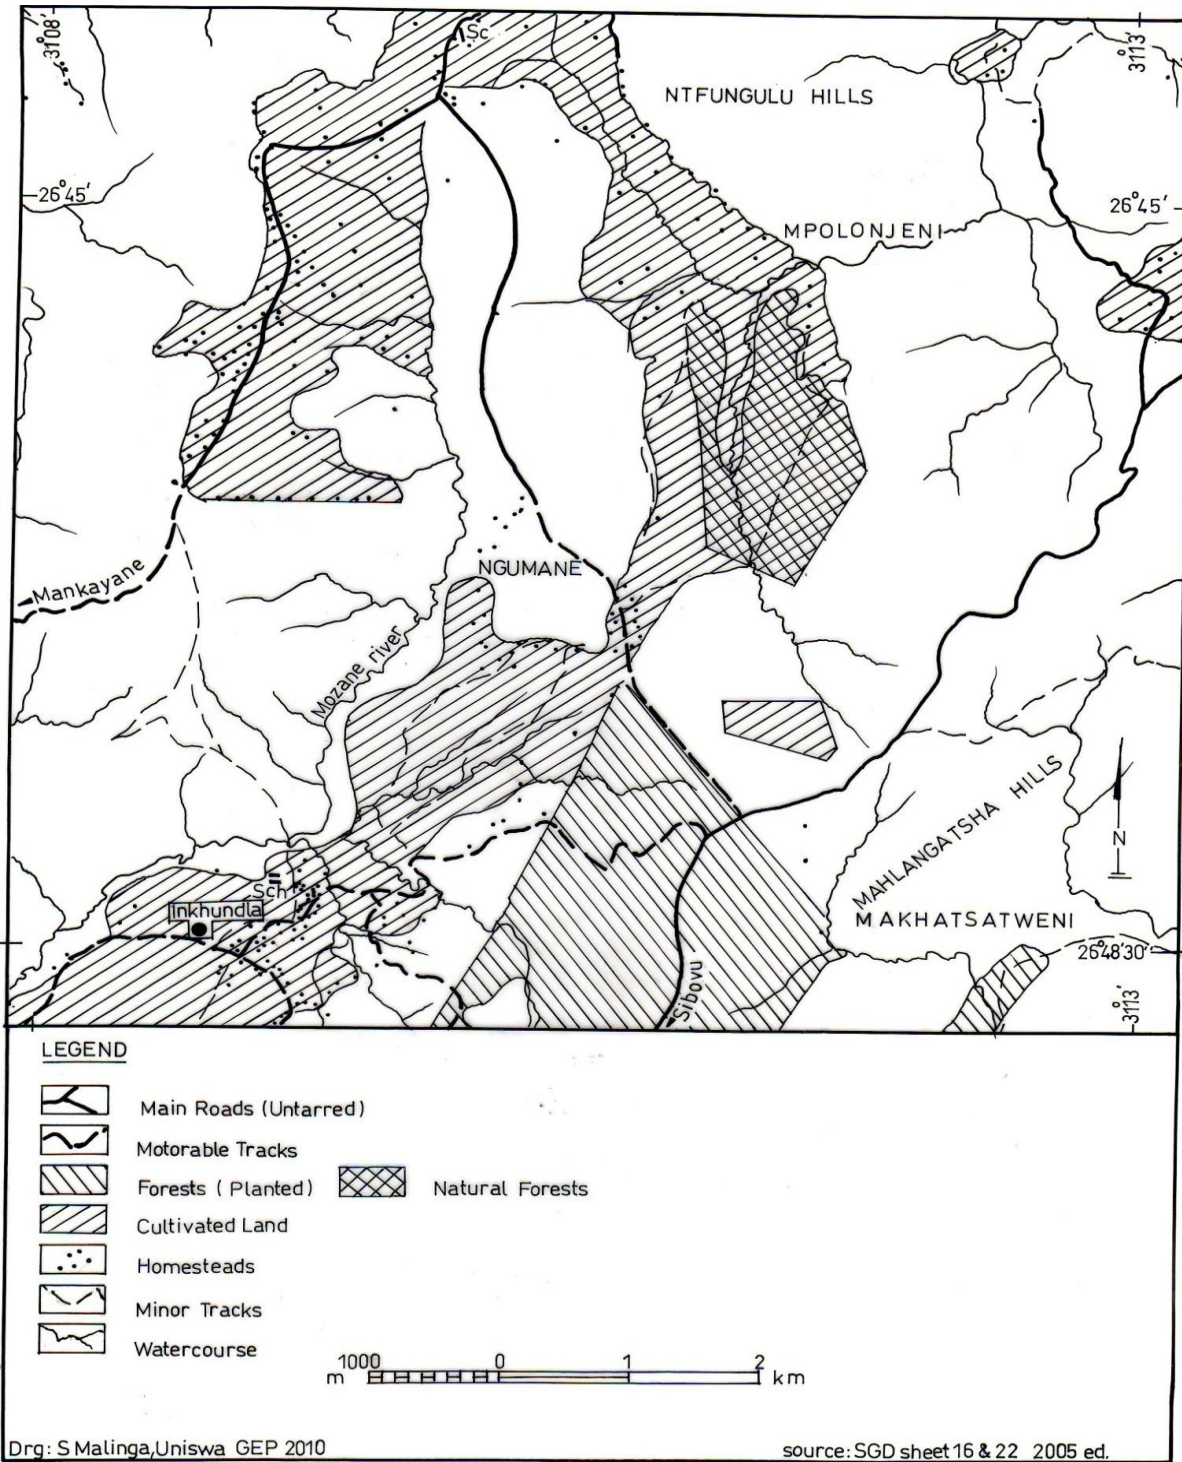 31°08'
Sc
31°13'
NTFUNGULU HILLS
26°45'
26°45'
MPOLONJENI
NGUMANE
Mankayane
Mozane river
MAHLANGATSHA HILLS
N
Sch
Inkhundla
MAKHATSATWENI
26°48'30"
Sibovu
31°13'
LEGEND
Main Roads (Untarred)
Motorable Tracks
Forests (Planted)
Natural Forests
Cultivated Land
Homesteads
Minor Tracks
Watercourse
m 1000 0 1 2 km
Drg: S Malinga,Uniswa GEP 2010
source: SGD sheet 16 & 22 2005 ed.